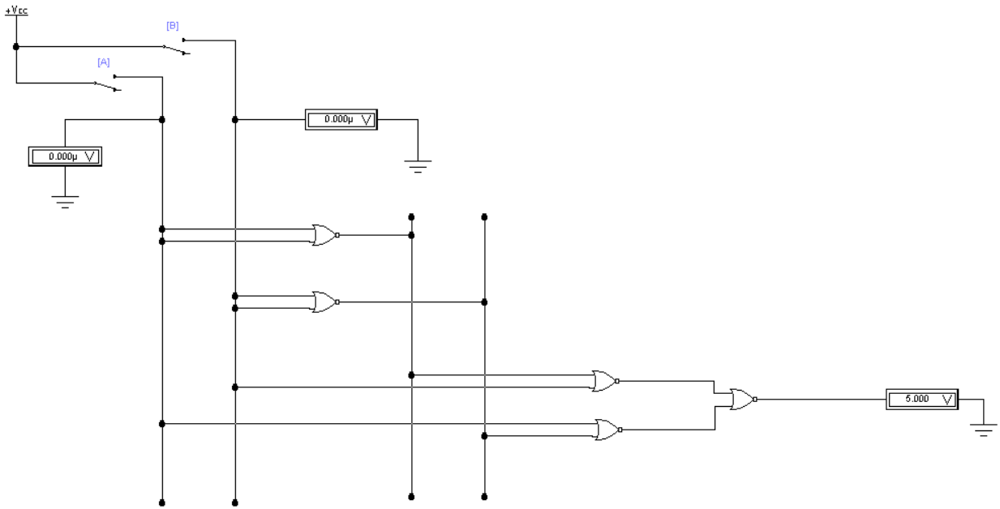 +Vcc
[B]
[A]
0.000µ V
0.000µ V
5.000 V